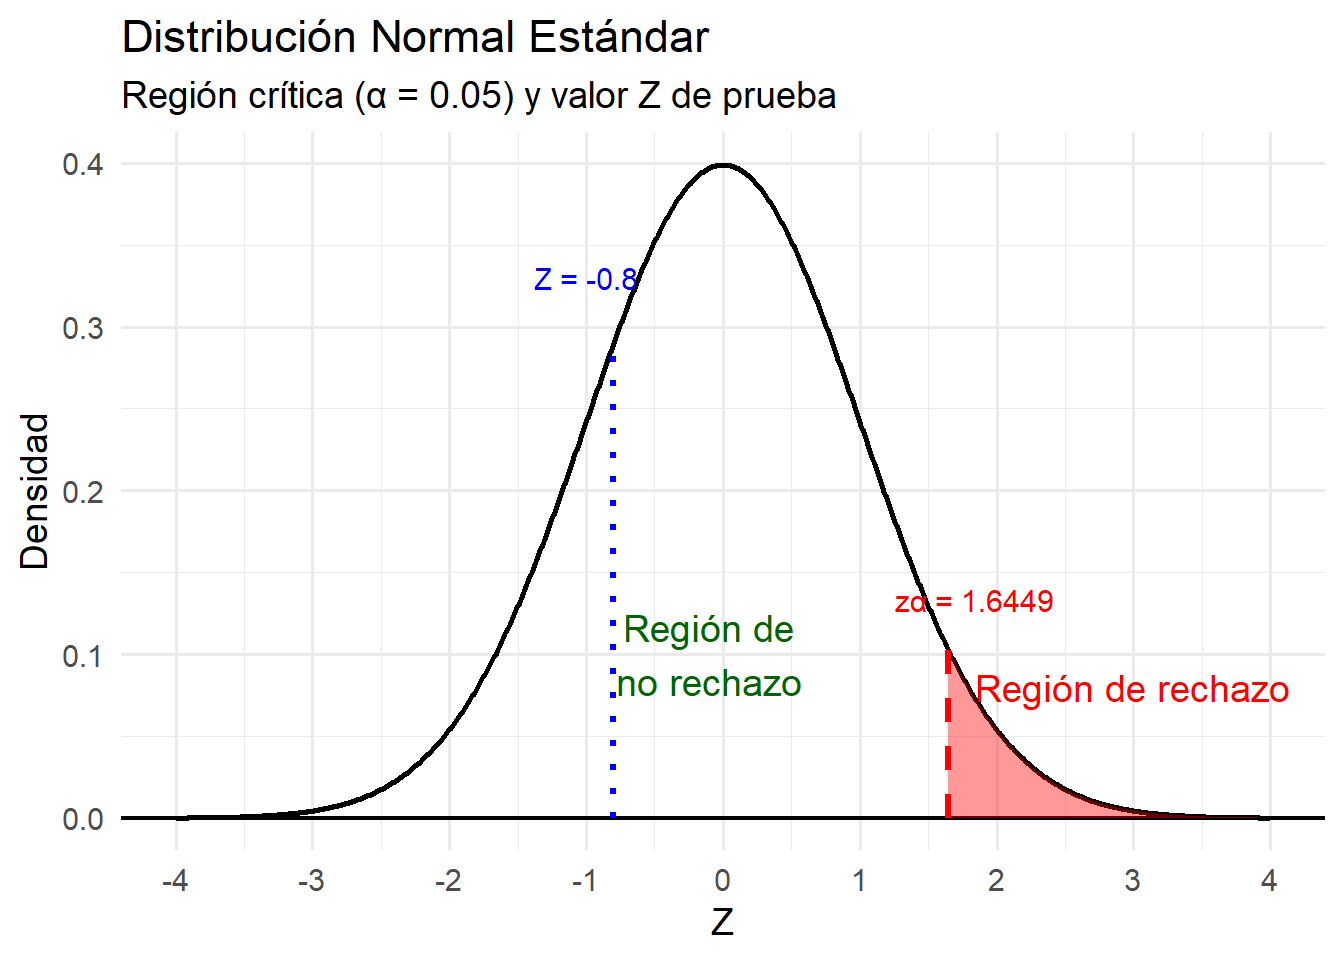 Distribución Normal Estándar
Región crítica (α = 0.05) y valor Z de prueba
0.4
0.3
0.2
0.1
0.0
Densidad
Z = -0.8
zα = 1.6449
Región de
no rechazo
Región de rechazo
-4 -3 -2 -1 0 1 2 3 4
Z